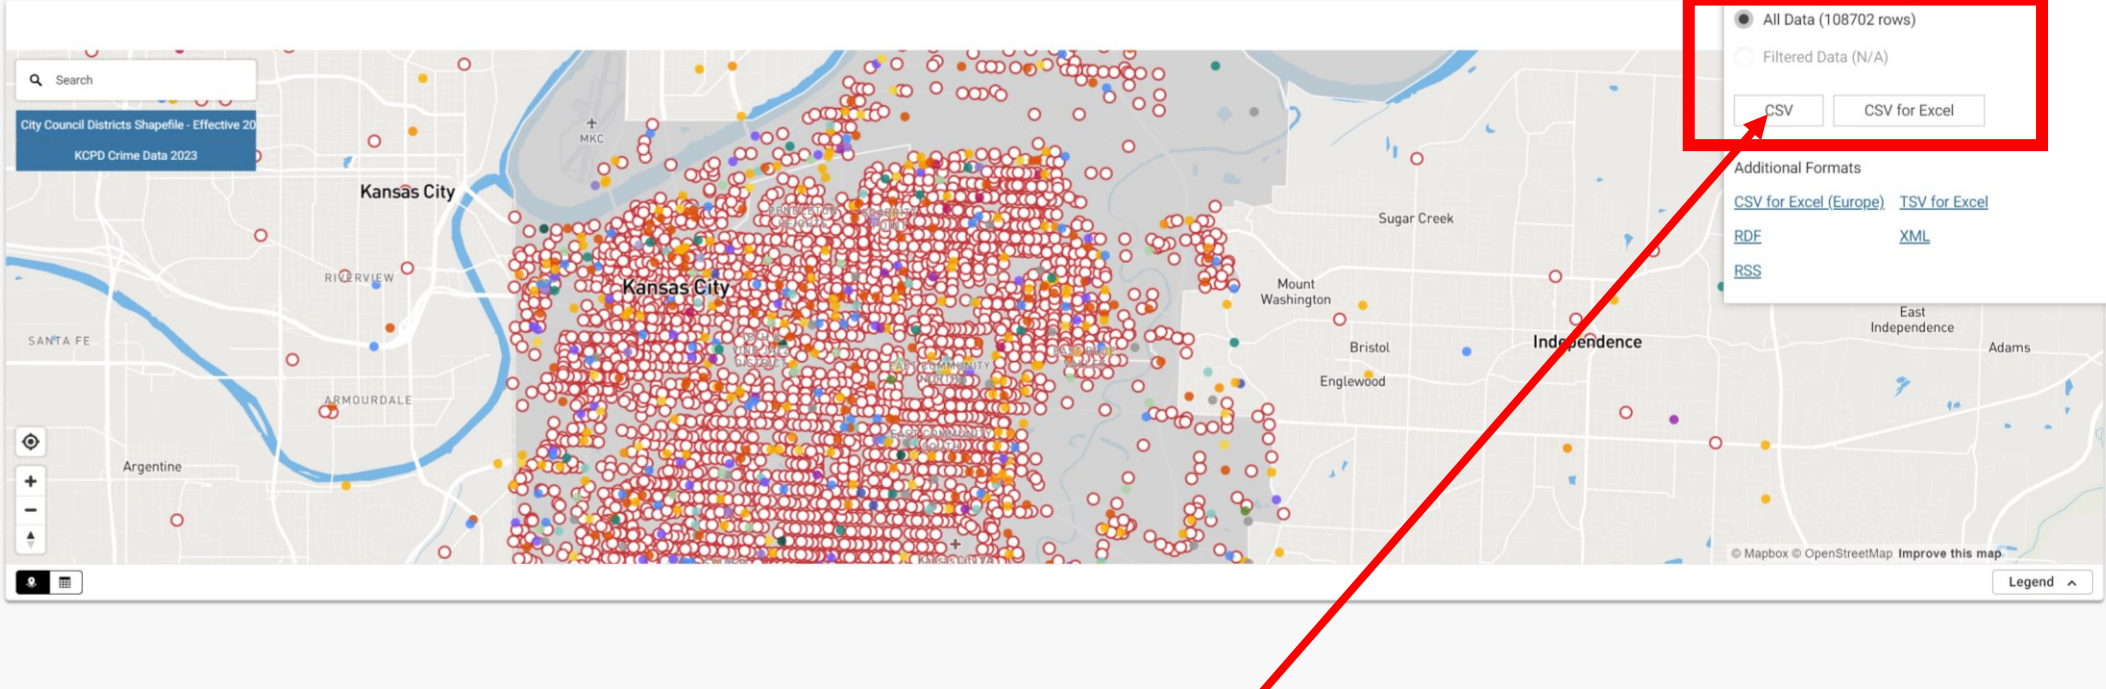 All Data (108702 rows)
Filtered Data (N/A)
CSV
CSV for Excel
Additional Formats
CSV for Excel (Europe) TSV for Excel
RDF
XML
RSS
Search
City Council Districts Shapefile - Effective 20
KCPD Crime Data 2023
MKC
Kansas City
Sugar Creek
RIVERVIEW
Kansas City
Mount
Washington
East
Independence
SANTA FE
Bristol
Independence
Adams
Englewood
ARMOURDALE
EAST COMMUNITY
Argentine
© Mapbox © OpenStreetMap Improve this map
Legend